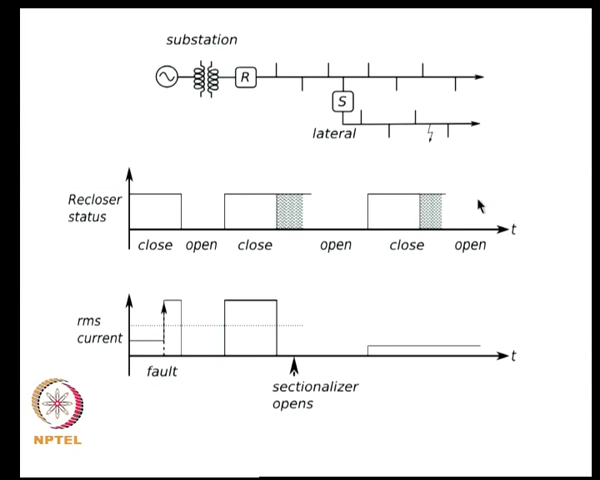 substation
R
S
lateral
Recloser
status
t
close open close open close open
rms
current
t
fault
sectionalizer
opens
NPTEL